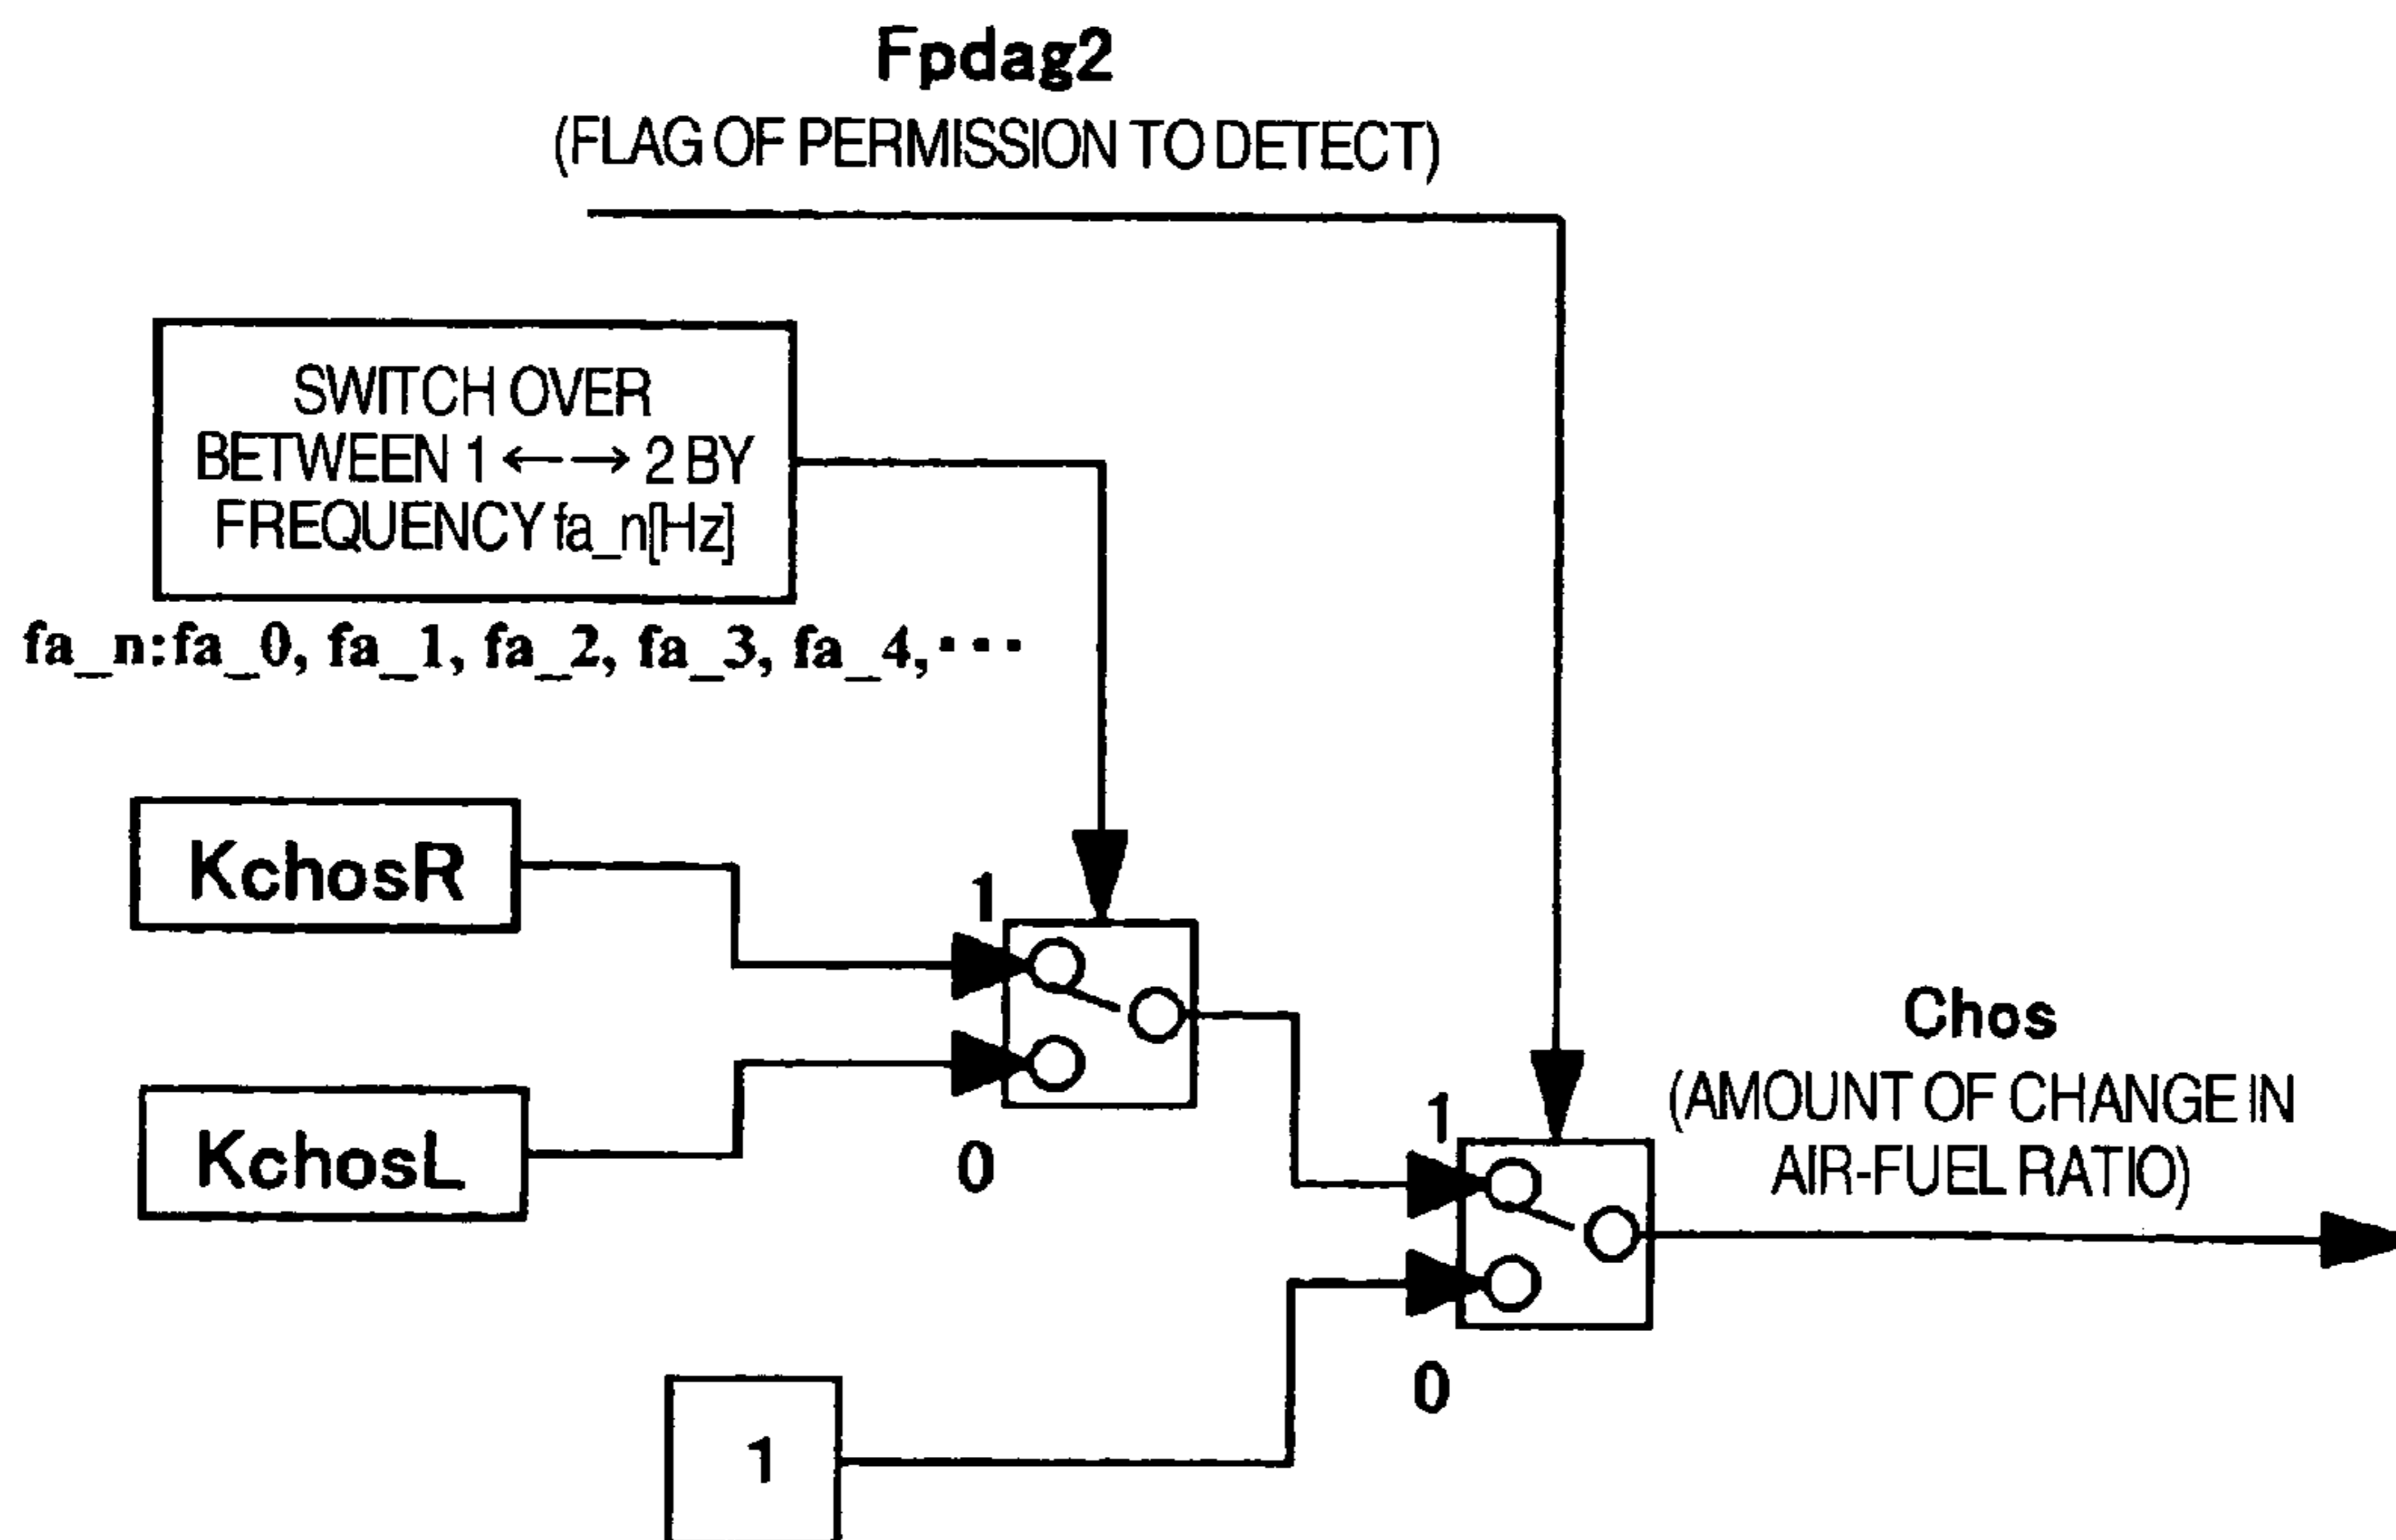 Fpdag2
(FLAG OF PERMISSION TO DETECT)
SWITCH OVER
BETWEEN 1 ←→ 2 BY
FREQUENCY fa_n[Hz]
fa_n:fa_0, fa_1, fa_2, fa_3, fa_4,···
KchosR
1
KchosL
0
Chos
(AMOUNT OF CHANGE IN
AIR-FUEL RATIO)
1
0
1